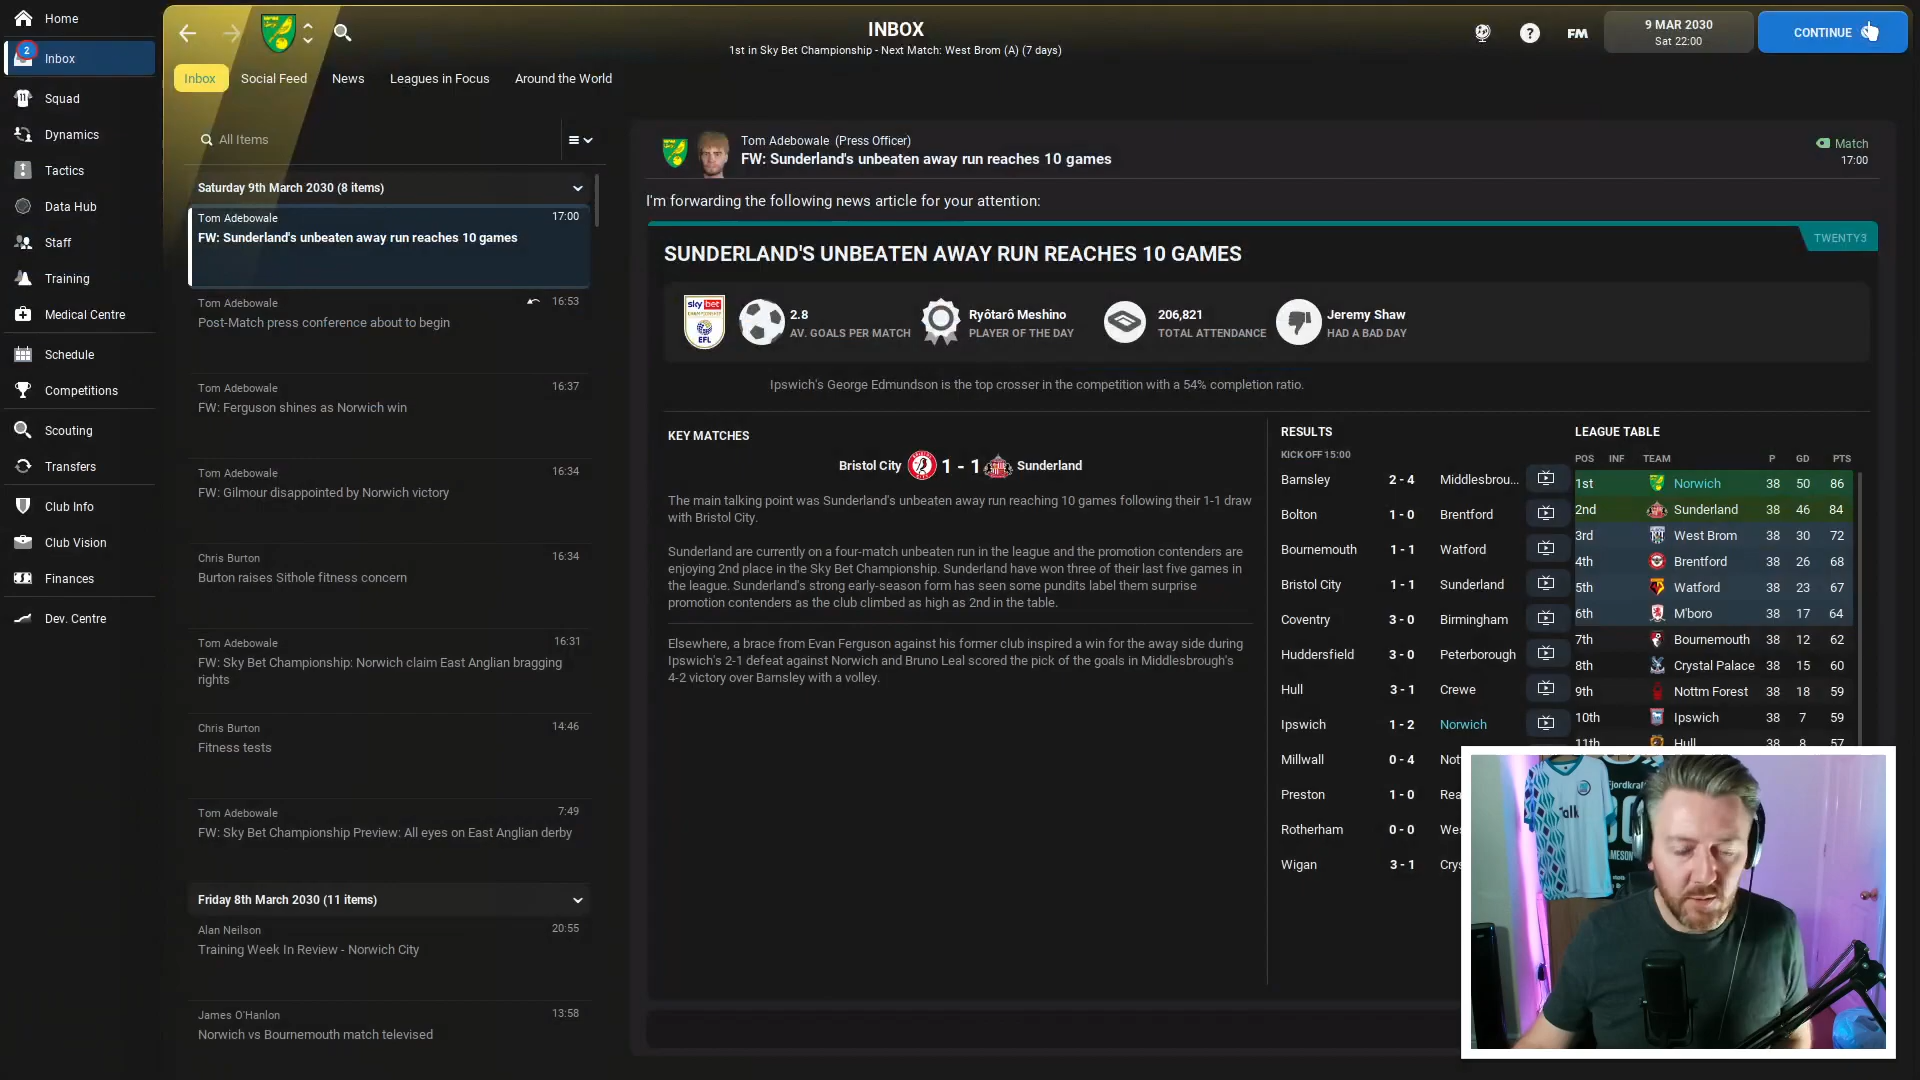 Home
2
Inbox
Squad
Dynamics
Tactics
Data Hub
Staff
Training
Medical Centre
Schedule
Competitions
Scouting
Transfers
Club Info
Club Vision
Finances
Dev. Centre
INBOX
1st in Sky Bet Championship - Next Match: West Brom (A) (7 days)
FM
9 MAR 2030
Sat 22:00
CONTINUE
Inbox
Social Feed
News
Leagues in Focus
Around the World
All Items
Saturday 9th March 2030 (8 items)
Tom Adebowale 17:00
FW: Sunderland's unbeaten away run reaches 10 games
Tom Adebowale 16:53
Post-Match press conference about to begin
Tom Adebowale 16:37
FW: Ferguson shines as Norwich win
Tom Adebowale 16:34
FW: Gilmour disappointed by Norwich victory
Chris Burton 16:34
Burton raises Sithole fitness concern
Tom Adebowale 16:31
FW: Sky Bet Championship: Norwich claim East Anglian bragging
rights
Chris Burton 14:46
Fitness tests
Tom Adebowale 7:49
FW: Sky Bet Championship Preview: All eyes on East Anglian derby
Friday 8th March 2030 (11 items)
Alan Neilson 20:55
Training Week In Review - Norwich City
James O'Hanlon 13:58
Norwich vs Bournemouth match televised
Tom Adebowale (Press Officer)
FW: Sunderland's unbeaten away run reaches 10 games
Match
17:00
I'm forwarding the following news article for your attention:
TWENTY3
SUNDERLAND'S UNBEATEN AWAY RUN REACHES 10 GAMES
sky bet
EFL
2.8
AV. GOALS PER MATCH
Ryôtarô Meshino
PLAYER OF THE DAY
206,821
TOTAL ATTENDANCE
Jeremy Shaw
HAD A BAD DAY
Ipswich's George Edmundson is the top crosser in the competition with a 54% completion ratio.
KEY MATCHES
Bristol City 1 - 1 Sunderland
The main talking point was Sunderland's unbeaten away run reaching 10 games following their 1-1 draw
with Bristol City.
Sunderland are currently on a four-match unbeaten run in the league and the promotion contenders are
enjoying 2nd place in the Sky Bet Championship. Sunderland have won three of their last five games in
the league. Sunderland's strong early-season form has seen some pundits label them surprise
promotion contenders as the club climbed as high as 2nd in the table.
Elsewhere, a brace from Evan Ferguson against his former club inspired a win for the away side during
Ipswich's 2-1 defeat against Norwich and Bruno Leal scored the pick of the goals in Middlesbrough's
4-2 victory over Barnsley with a volley.
RESULTS
KICK OFF 15:00
Barnsley 2 - 4 Middlesbrou...
Bolton 1 - 0 Brentford
Bournemouth 1 - 1 Watford
Bristol City 1 - 1 Sunderland
Coventry 3 - 0 Birmingham
Huddersfield 3 - 0 Peterborough
Hull 3 - 1 Crewe
Ipswich 1 - 2 Norwich
Millwall 0 - 4 Not
Preston 1 - 0 Rea
Rotherham 0 - 0 Wes
Wigan 3 - 1 Crys
LEAGUE TABLE
POS INF TEAM P GD PTS
1st Norwich 38 50 86
2nd Sunderland 38 46 84
3rd West Brom 38 30 72
4th Brentford 38 26 68
5th Watford 38 23 67
6th M'boro 38 17 64
7th Bournemouth 38 12 62
8th Crystal Palace 38 15 60
9th Nottm Forest 38 18 59
10th Ipswich 38 7 59
11th Hull 38 8 57
Talk